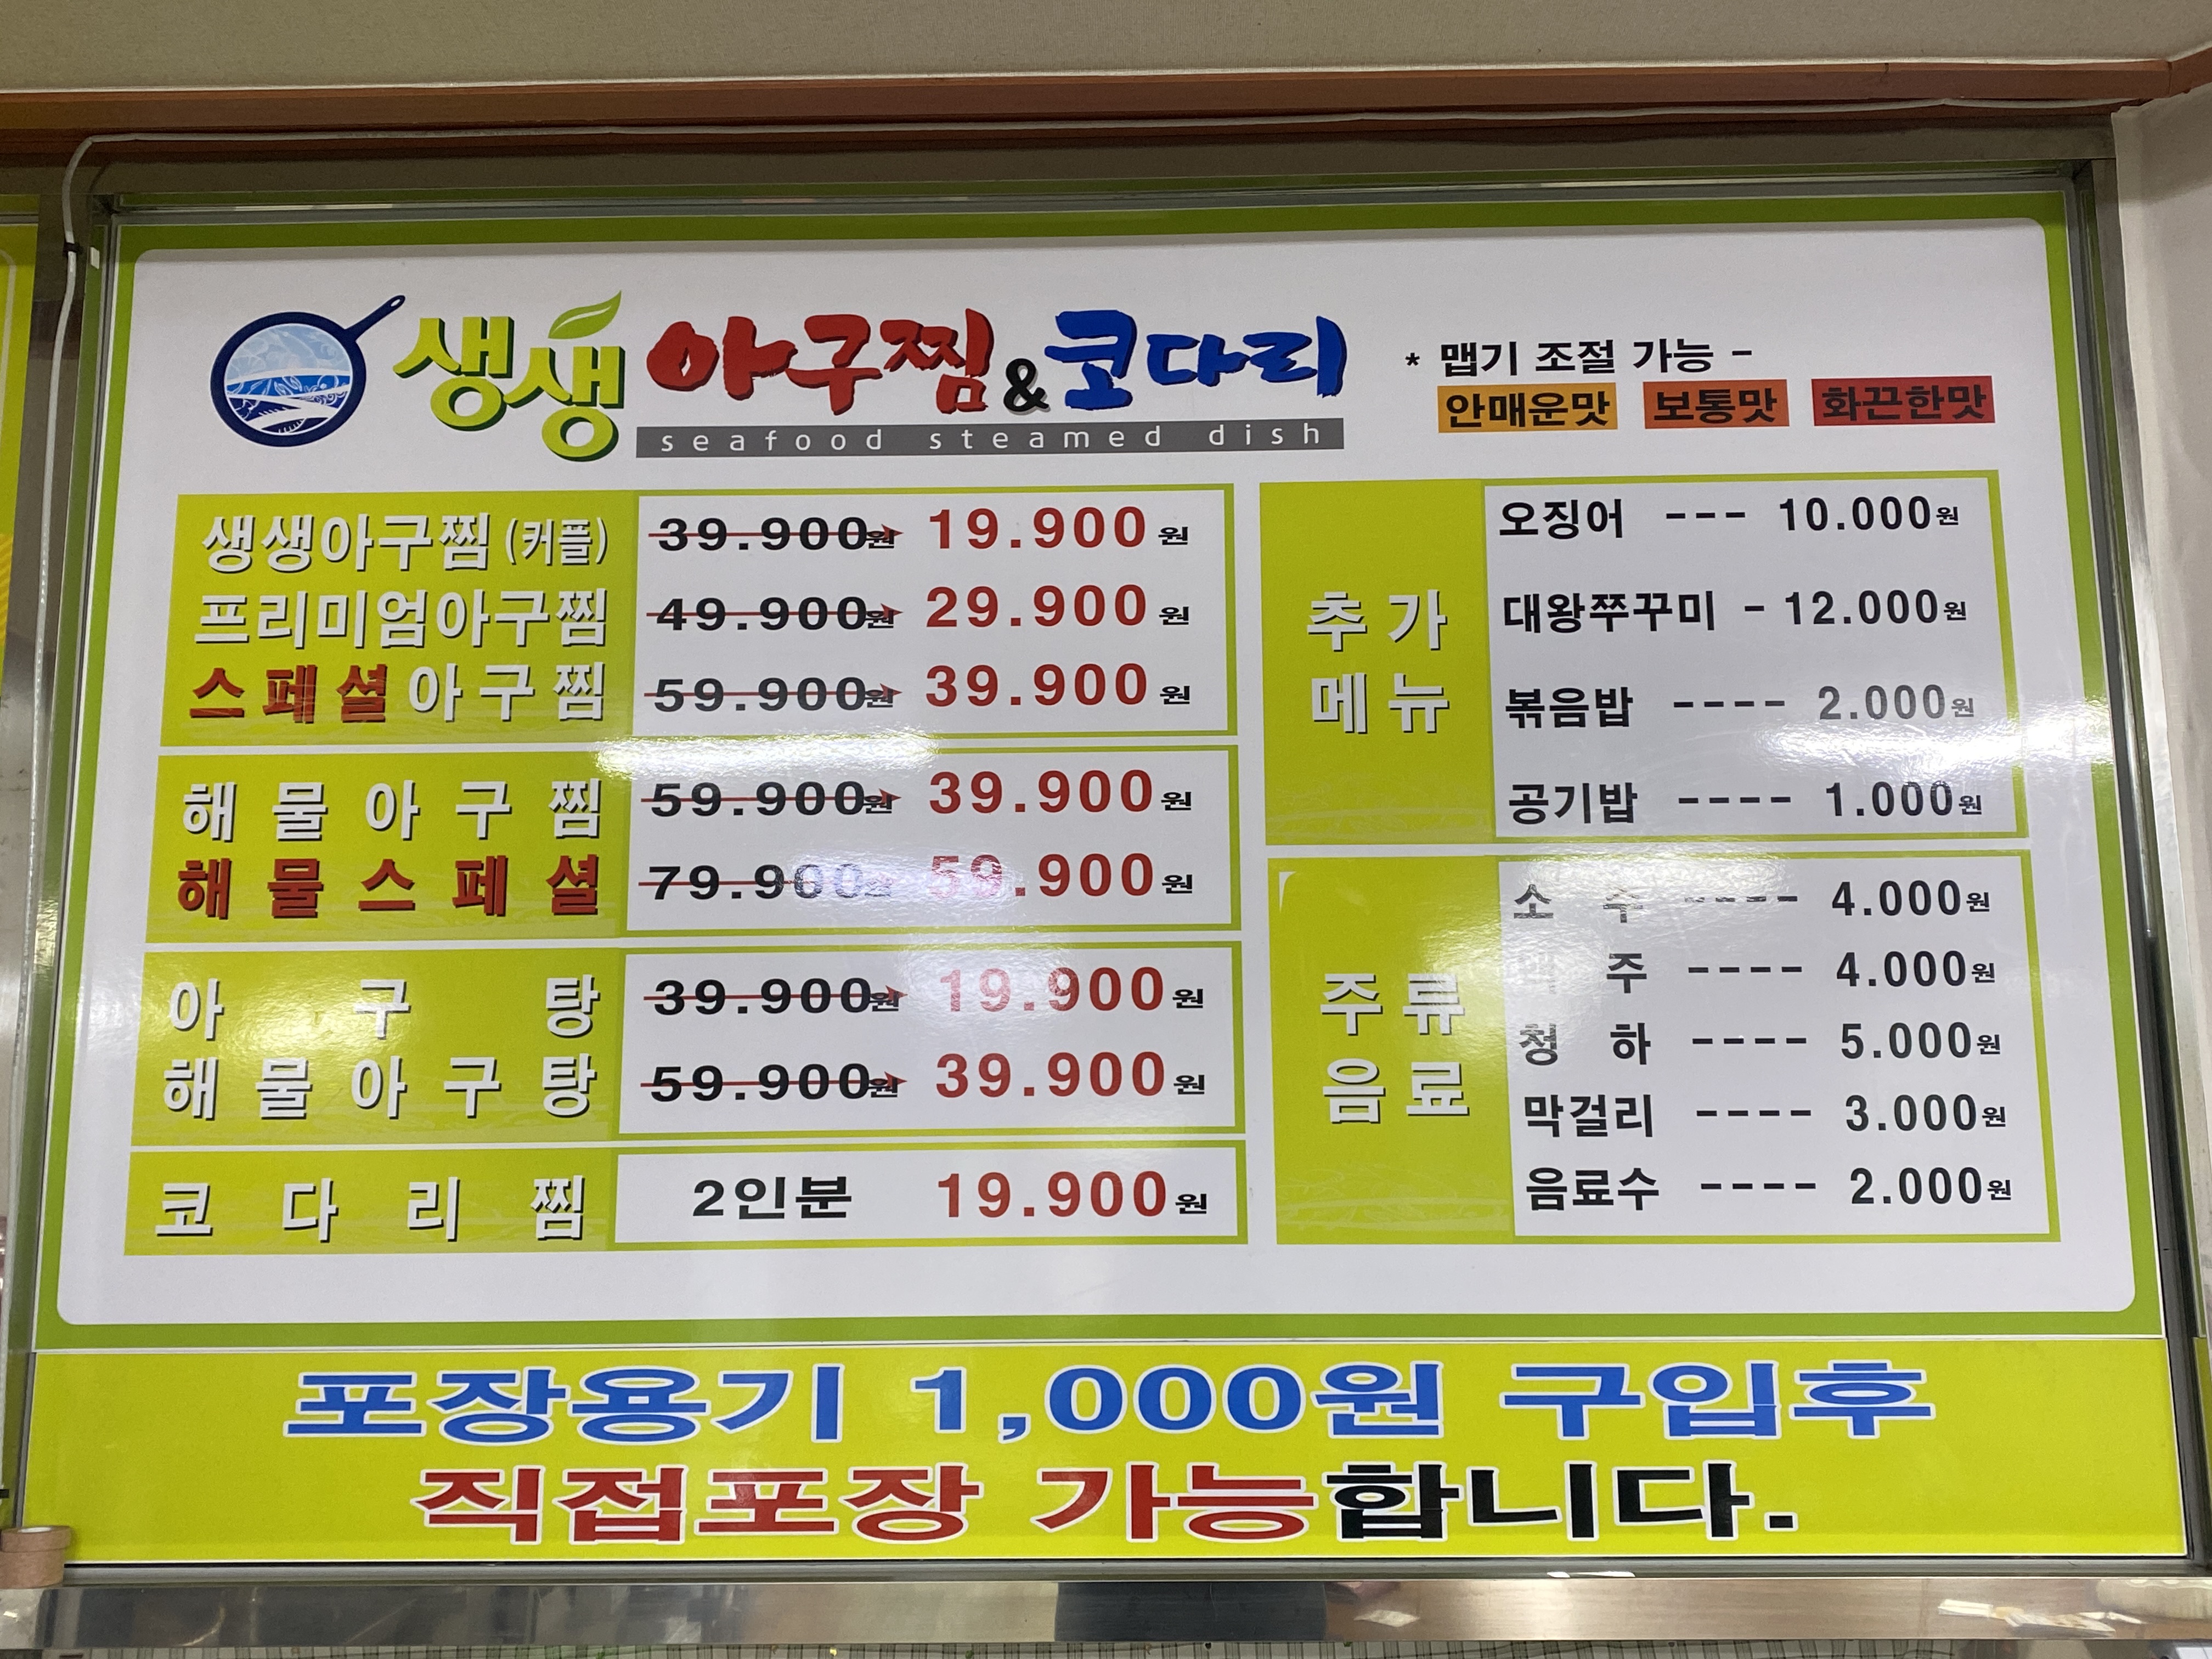 생생 아구찜&코다리
seafood steamed dish
* 맵기 조절 가능 -
안매운맛 보통맛 화끈한맛
생생아구찜 (커플) 39.900원 19.900원
프리미엄아구찜 49.900원 29.900원
스페셜아구찜 59.900원 39.900원
해물아구찜 59.900원 39.900원
해물스페셜 79.900원 59.900원
아구탕 39.900원 19.900원
해물아구탕 59.900원 39.900원
코다리찜 2인분 19.900원
추가
메뉴
오징어 --- 10.000원
대왕쭈꾸미 - 12.000원
볶음밥 ---- 2.000원
공기밥 ---- 1.000원
주류
음료
소 주 ---- 4.000원
주 ---- 4.000원
청 하 ---- 5.000원
막걸리 ---- 3.000원
음료수 ---- 2.000원
포장용기 1,000원 구입후
직접포장 가능합니다.